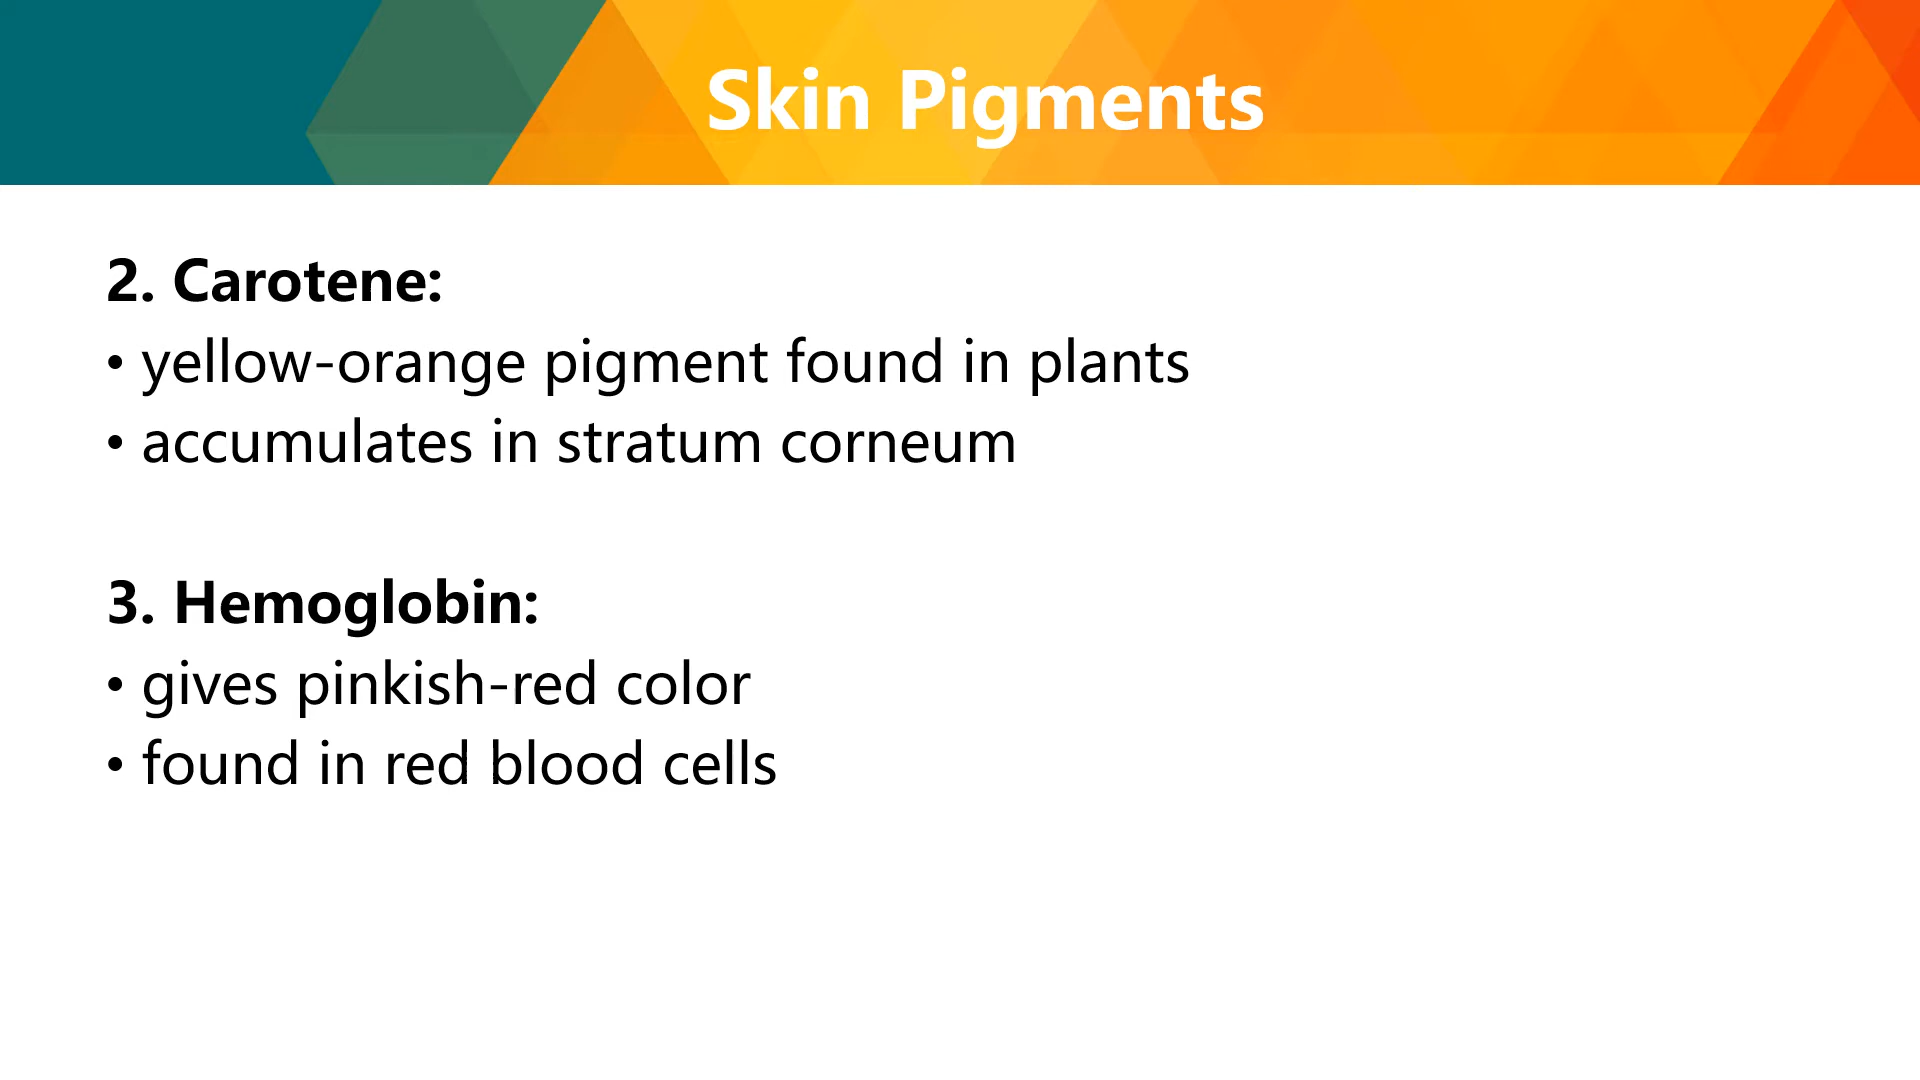 Skin Pigments
2. Carotene:
• yellow-orange pigment found in plants
• accumulates in stratum corneum
3. Hemoglobin:
• gives pinkish-red color
• found in red blood cells